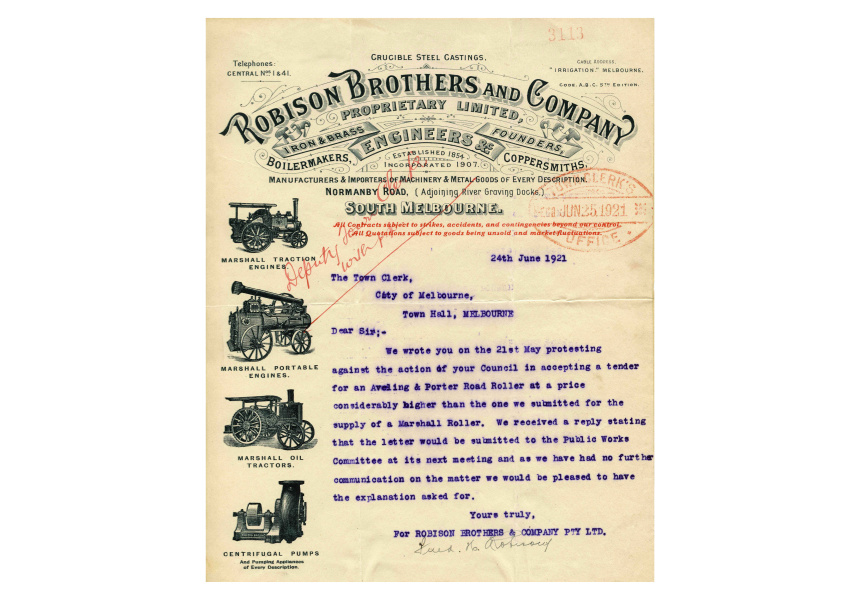 3113
CRUCIBLE STEEL CASTINGS.
Telephones:
CENTRAL Nos 1 & 41.
CABLE ADDRESS,
"IRRIGATION." MELBOURNE.
CODE, A.B.C. 5TH EDITION.
ROBISON BROTHERS AND COMPANY
PROPRIETARY LIMITED,
IRON & BRASS
ENGINEERS &c
FOUNDERS,
BOILERMAKERS,
ESTABLISHED 1854
INCORPORATED 1907.
COPPERSMITHS,
MANUFACTURERS & IMPORTERS OF MACHINERY & METAL GOODS OF EVERY DESCRIPTION.
NORMANBY ROAD, (Adjoining River Graving Docks.)
SOUTH MELBOURNE.
TOWN CLERK'S
JUN 25 1921
OFFICE
All Contracts subject to strikes, accidents, and contingencies beyond our control.
All Quotations subject to goods being unsold and market fluctuations.
Deputy Town Clerk
24th June 1921
MARSHALL TRACTION
ENGINES.
The Town Clerk,
City of Melbourne,
Town Hall, MELBOURNE
Dear Sir;-
We wrote you on the 21st May protesting
against the action of your Council in accepting a tender
for an Aveling & Porter Road Roller at a price
considerably higher than the one we submitted for the
supply of a Marshall Roller. We received a reply stating
that the letter would be submitted to the Public Works
Committee at its next meeting and as we have had no further
communication on the matter we would be pleased to have
the explanation asked for.
Yours truly,
For ROBISON BROTHERS & COMPANY PTY LTD.
Robison
MARSHALL PORTABLE
ENGINES.
MARSHALL OIL
TRACTORS.
CENTRIFUGAL PUMPS
And Pumping Appliances
of Every Description.